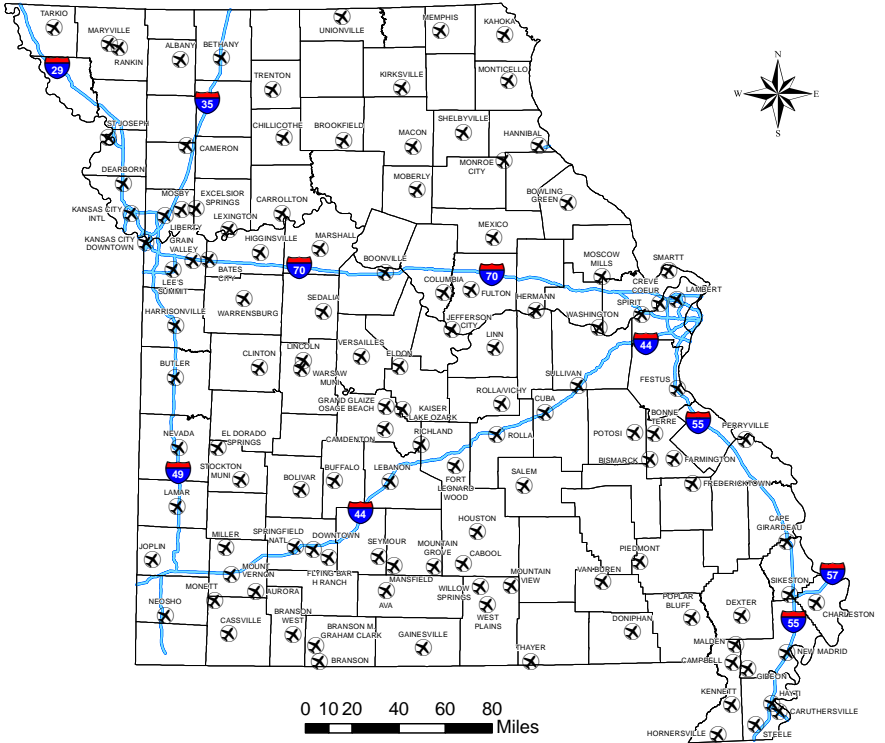 TARKIO
MARYVILLE
RANKIN
ALBANY
BETHANY
UNIONVILLE
MEMPHIS
KAHOKA
29
35
TRENTON
KIRKSVILLE
MONTICELLO
N
W
E
S
ST JOSEPH
CAMERON
CHILLICOTHE
BROOKFIELD
MACON
SHELBYVILLE
HANNIBAL
MONROE
CITY
DEARBORN
MOSBY
EXCELSIOR
SPRINGS
CARROLLTON
MOBERLY
BOWLING
GREEN
KANSAS CITY
INTL
LIBERTY
LEXINGTON
KANSAS CITY
DOWNTOWN
GRAIN
VALLEY
HIGGINSVILLE
MARSHALL
MEXICO
BATES
CITY
70
BOONVILLE
70
MOSCOW
MILLS
SMARTT
LEE'S
SUMMIT
COLUMBIA
FULTON
HERMANN
CREVE
COEUR
LAMBERT
SPIRIT
WARRENSBURG
SEDALIA
HARRISONVILLE
JEFFERSON
CITY
WASHINGTON
44
LINN
CLINTON
LINCOLN
WARSAW
MUNI
VERSAILLES
ELDON
BUTLER
SULLIVAN
FESTUS
GRAND GLAIZE
OSAGE BEACH
KAISER
LAKE OZARK
ROLLA/VICHY
CUBA
BONNE
TERRE
55
PERRYVILLE
NEVADA
EL DORADO
SPRINGS
CAMDENTON
RICHLAND
ROLLA
POTOSI
BISMARCK
FARMINGTON
49
STOCKTON
MUNI
BOLIVAR
BUFFALO
LEBANON
FORT
LEONARD
WOOD
SALEM
FREDERICKTOWN
LAMAR
44
CAPE
GIRARDEAU
JOPLIN
MILLER
SPRINGFIELD
NATL
DOWNTOWN
SEYMOUR
MOUNTAIN
GROVE
HOUSTON
CABOOL
PIEDMONT
57
MOUNT
VERNON
FLYING BAR
H RANCH
MANSFIELD
MOUNTAIN
VIEW
VAN BUREN
SIKESTON
MONETT
AURORA
AVA
WILLOW
SPRINGS
POPLAR
BLUFF
DEXTER
CHARLESTON
NEOSHO
BRANSON
WEST
WEST
PLAINS
55
CASSVILLE
BRANSON M.
GRAHAM CLARK
GAINESVILLE
DONIPHAN
MALDEN
NEW MADRID
BRANSON
THAYER
CAMPBELL
GIDEON
KENNETT
HAYTI
CARUTHERSVILLE
HORNERSVILLE
STEELE
0 10 20 40 60 80
Miles